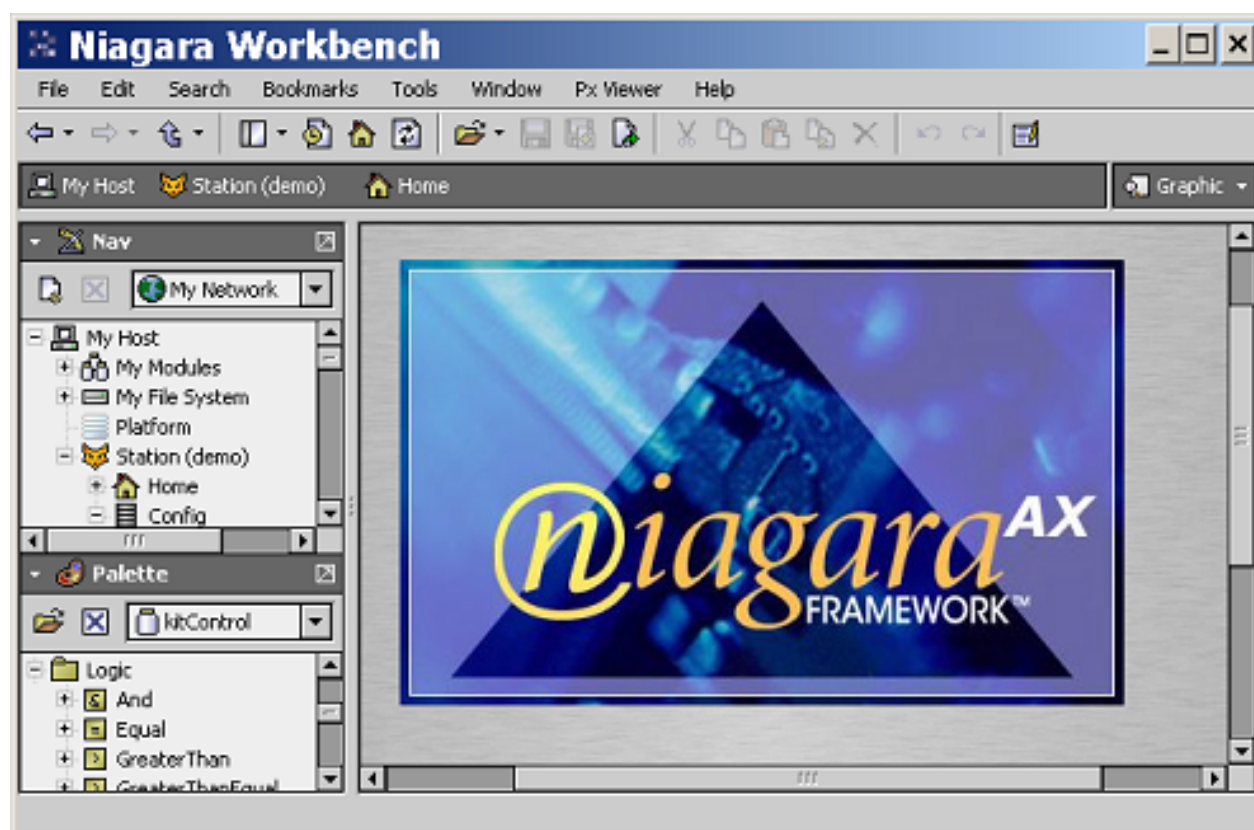 Niagara Workbench
File Edit Search Bookmarks Tools Window Px Viewer Help
My Host Station (demo) Home Graphic
Nav
My Network
My Host
My Modules
My File System
Platform
Station (demo)
Home
Config
Palette
kitControl
Logic
And
Equal
GreaterThan
GreaterThanEqual
niagara AX
FRAMEWORK™